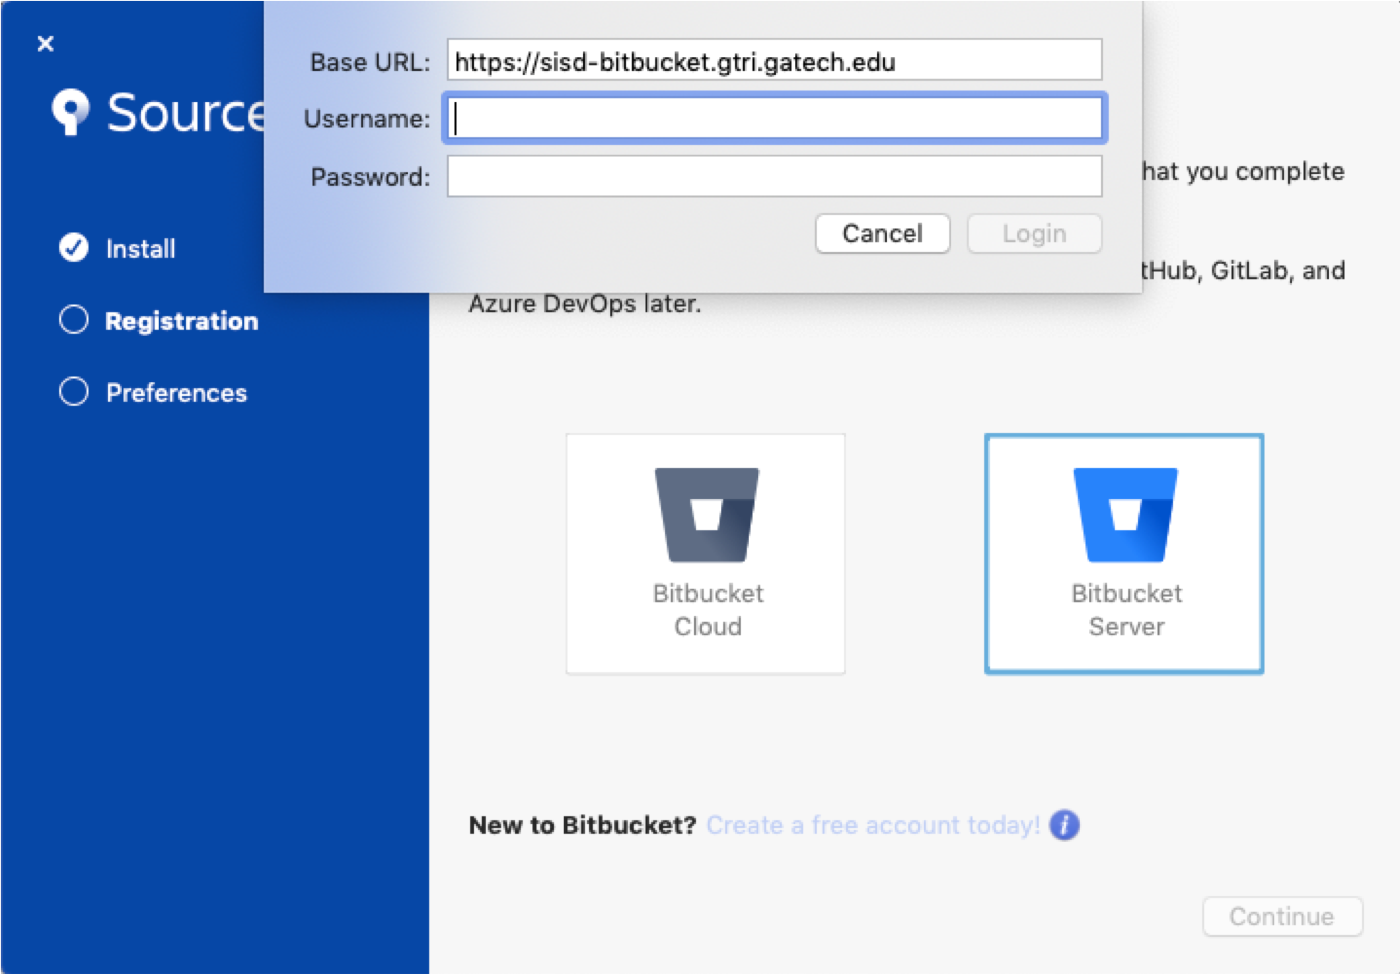 Base URL: https://sisd-bitbucket.gtri.gatech.edu
Username:
Password:
Cancel Login
Source
Install
Registration
Preferences
hat you complete
tHub, GitLab, and
Azure DevOps later.
Bitbucket
Cloud
Bitbucket
Server
New to Bitbucket? Create a free account today!
Continue